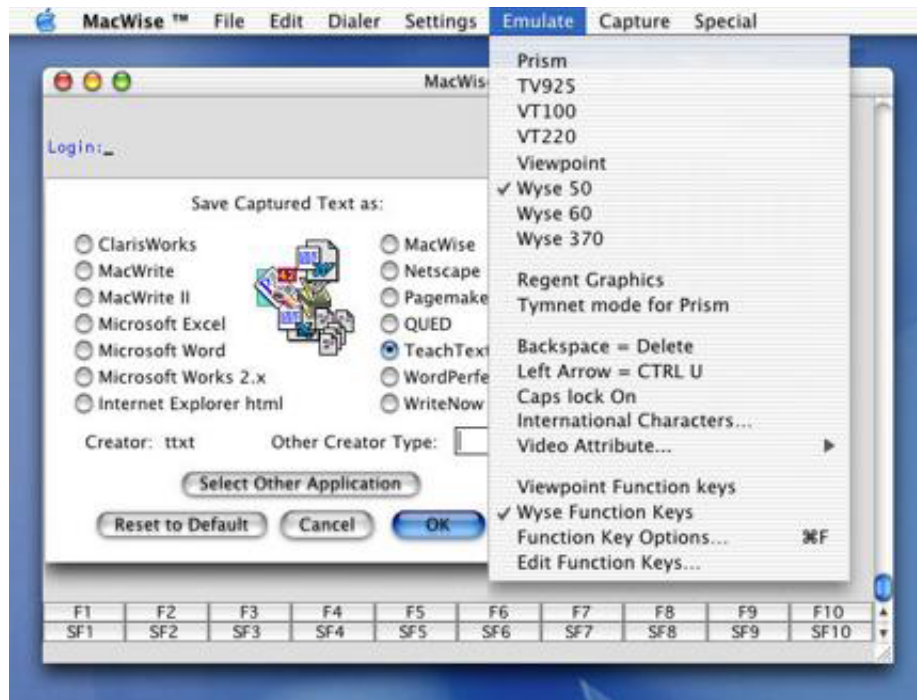 MacWise ™ File Edit Dialer Settings Emulate Capture Special
MacWis
Login:_
Save Captured Text as:
ClarisWorks
MacWrite
MacWrite II
Microsoft Excel
Microsoft Word
Microsoft Works 2.x
Internet Explorer html
MacWise
Netscape
Pagemake
QUED
TeachText
WordPerfe
WriteNow
Creator: ttxt Other Creator Type:
Select Other Application
Reset to Default Cancel OK
Prism
TV925
VT100
VT220
Viewpoint
✓ Wyse 50
Wyse 60
Wyse 370
Regent Graphics
Tymnet mode for Prism
Backspace = Delete
Left Arrow = CTRL U
Caps lock On
International Characters...
Video Attribute...
Viewpoint Function keys
✓ Wyse Function Keys
Function Key Options... ⌘F
Edit Function Keys...
F1 F2 F3 F4 F5 F6 F7 F8 F9 F10
SF1 SF2 SF3 SF4 SF5 SF6 SF7 SF8 SF9 SF10